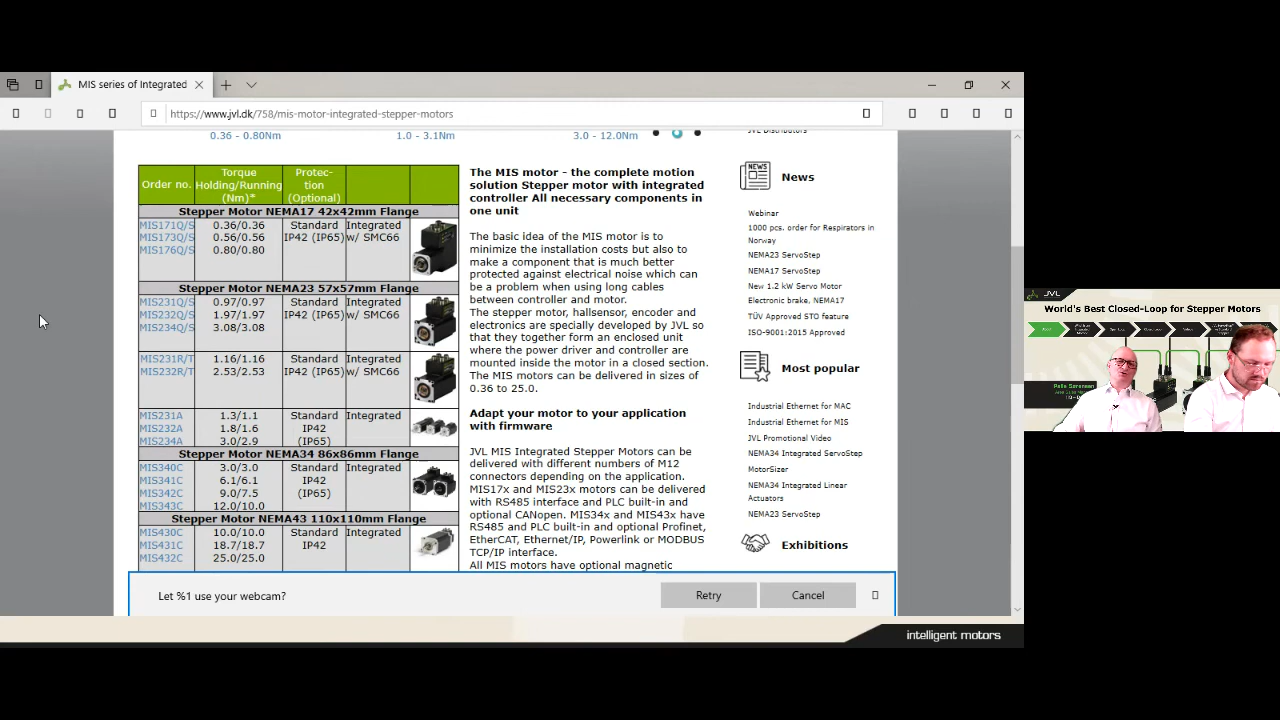 MIS series of Integrated
https://www.jvl.dk/758/mis-motor-integrated-stepper-motors
0.36 - 0.80Nm
1.0 - 3.1Nm
3.0 - 12.0Nm
JVL Distributors
Order no.
Torque
Holding/Running
(Nm)*
Protec-
tion
(Optional)
Stepper Motor NEMA17 42x42mm Flange
MIS171Q/S 0.36/0.36 Standard Integrated
MIS173Q/S 0.56/0.56 IP42 (IP65) w/ SMC66
MIS176Q/S 0.80/0.80
Stepper Motor NEMA23 57x57mm Flange
MIS231Q/S 0.97/0.97 Standard Integrated
MIS232Q/S 1.97/1.97 IP42 (IP65) w/ SMC66
MIS234Q/S 3.08/3.08
MIS231R/T 1.16/1.16 Standard Integrated
MIS232R/T 2.53/2.53 IP42 (IP65) w/ SMC66
MIS231A 1.3/1.1 Standard Integrated
MIS232A 1.8/1.6 IP42
MIS234A 3.0/2.9 (IP65)
Stepper Motor NEMA34 86x86mm Flange
MIS340C 3.0/3.0 Standard Integrated
MIS341C 6.1/6.1 IP42
MIS342C 9.0/7.5 (IP65)
MIS343C 12.0/10.0
Stepper Motor NEMA43 110x110mm Flange
MIS430C 10.0/10.0 Standard Integrated
MIS431C 18.7/18.7 IP42
MIS432C 25.0/25.0
The MIS motor - the complete motion
solution Stepper motor with integrated
controller All necessary components in
one unit
The basic idea of the MIS motor is to
minimize the installation costs but also to
make a component that is much better
protected against electrical noise which can
be a problem when using long cables
between controller and motor.
The stepper motor, hallsensor, encoder and
electronics are specially developed by JVL so
that they together form an enclosed unit
where the power driver and controller are
mounted inside the motor in a closed section.
The MIS motors can be delivered in sizes of
0.36 to 25.0.
Adapt your motor to your application
with firmware
JVL MIS Integrated Stepper Motors can be
delivered with different numbers of M12
connectors depending on the application.
MIS17x and MIS23x motors can be delivered
with RS485 interface and PLC built-in and
optional CANopen. MIS34x and MIS43x have
RS485 and PLC built-in and optional Profinet,
EtherCAT, Ethernet/IP, Powerlink or MODBUS
TCP/IP interface.
All MIS motors have optional magnetic
NEWS
News
Webinar
1000 pcs. order for Respirators in
Norway
NEMA23 ServoStep
NEMA17 ServoStep
New 1.2 kW Servo Motor
Electronic brake, NEMA17
TÜV Approved STO feature
ISO-9001:2015 Approved
Most popular
Industrial Ethernet for MAC
Industrial Ethernet for MIS
JVL Promotional Video
NEMA34 Integrated ServoStep
MotorSizer
NEMA34 Integrated Linear
Actuators
NEMA23 ServoStep
Exhibitions
Let %1 use your webcam?
Retry
Cancel
intelligent motors
JVL
World's Best Closed-Loop for Stepper Motors